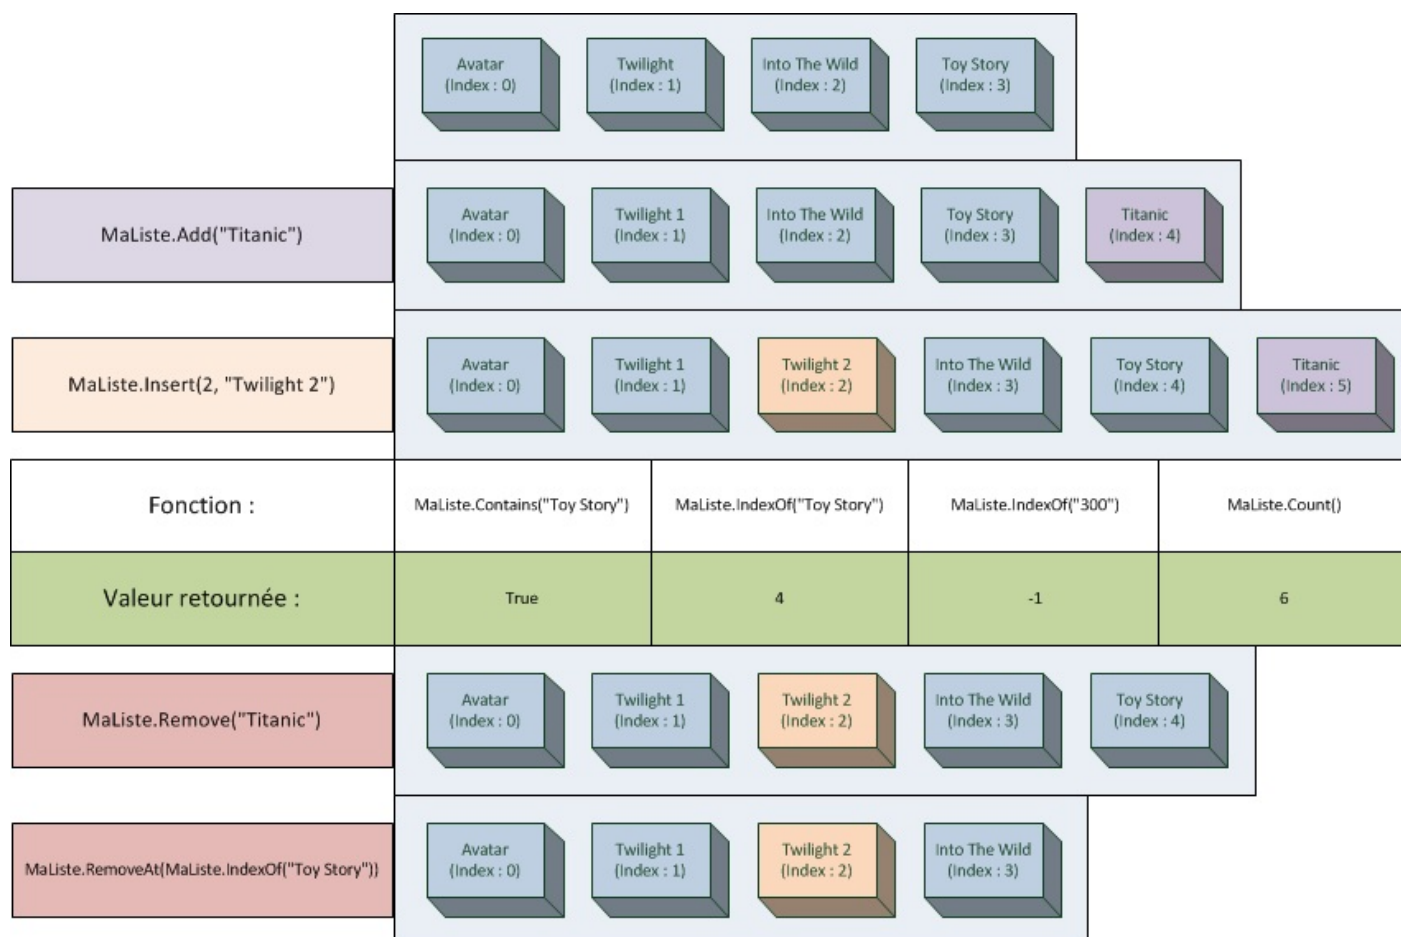 Avatar
(Index : 0)
Twilight
(Index : 1)
Into The Wild
(Index : 2)
Toy Story
(Index : 3)
MaListe.Add("Titanic")
Avatar
(Index : 0)
Twilight 1
(Index : 1)
Into The Wild
(Index : 2)
Toy Story
(Index : 3)
Titanic
(Index : 4)
MaListe.Insert(2, "Twilight 2")
Avatar
(Index : 0)
Twilight 1
(Index : 1)
Twilight 2
(Index : 2)
Into The Wild
(Index : 3)
Toy Story
(Index : 4)
Titanic
(Index : 5)
Fonction :
MaListe.Contains("Toy Story")
MaListe.IndexOf("Toy Story")
MaListe.IndexOf("300")
MaListe.Count()
Valeur retournée :
True
4
-1
6
MaListe.Remove("Titanic")
Avatar
(Index : 0)
Twilight 1
(Index : 1)
Twilight 2
(Index : 2)
Into The Wild
(Index : 3)
Toy Story
(Index : 4)
MaListe.RemoveAt(MaListe.IndexOf("Toy Story"))
Avatar
(Index : 0)
Twilight 1
(Index : 1)
Twilight 2
(Index : 2)
Into The Wild
(Index : 3)